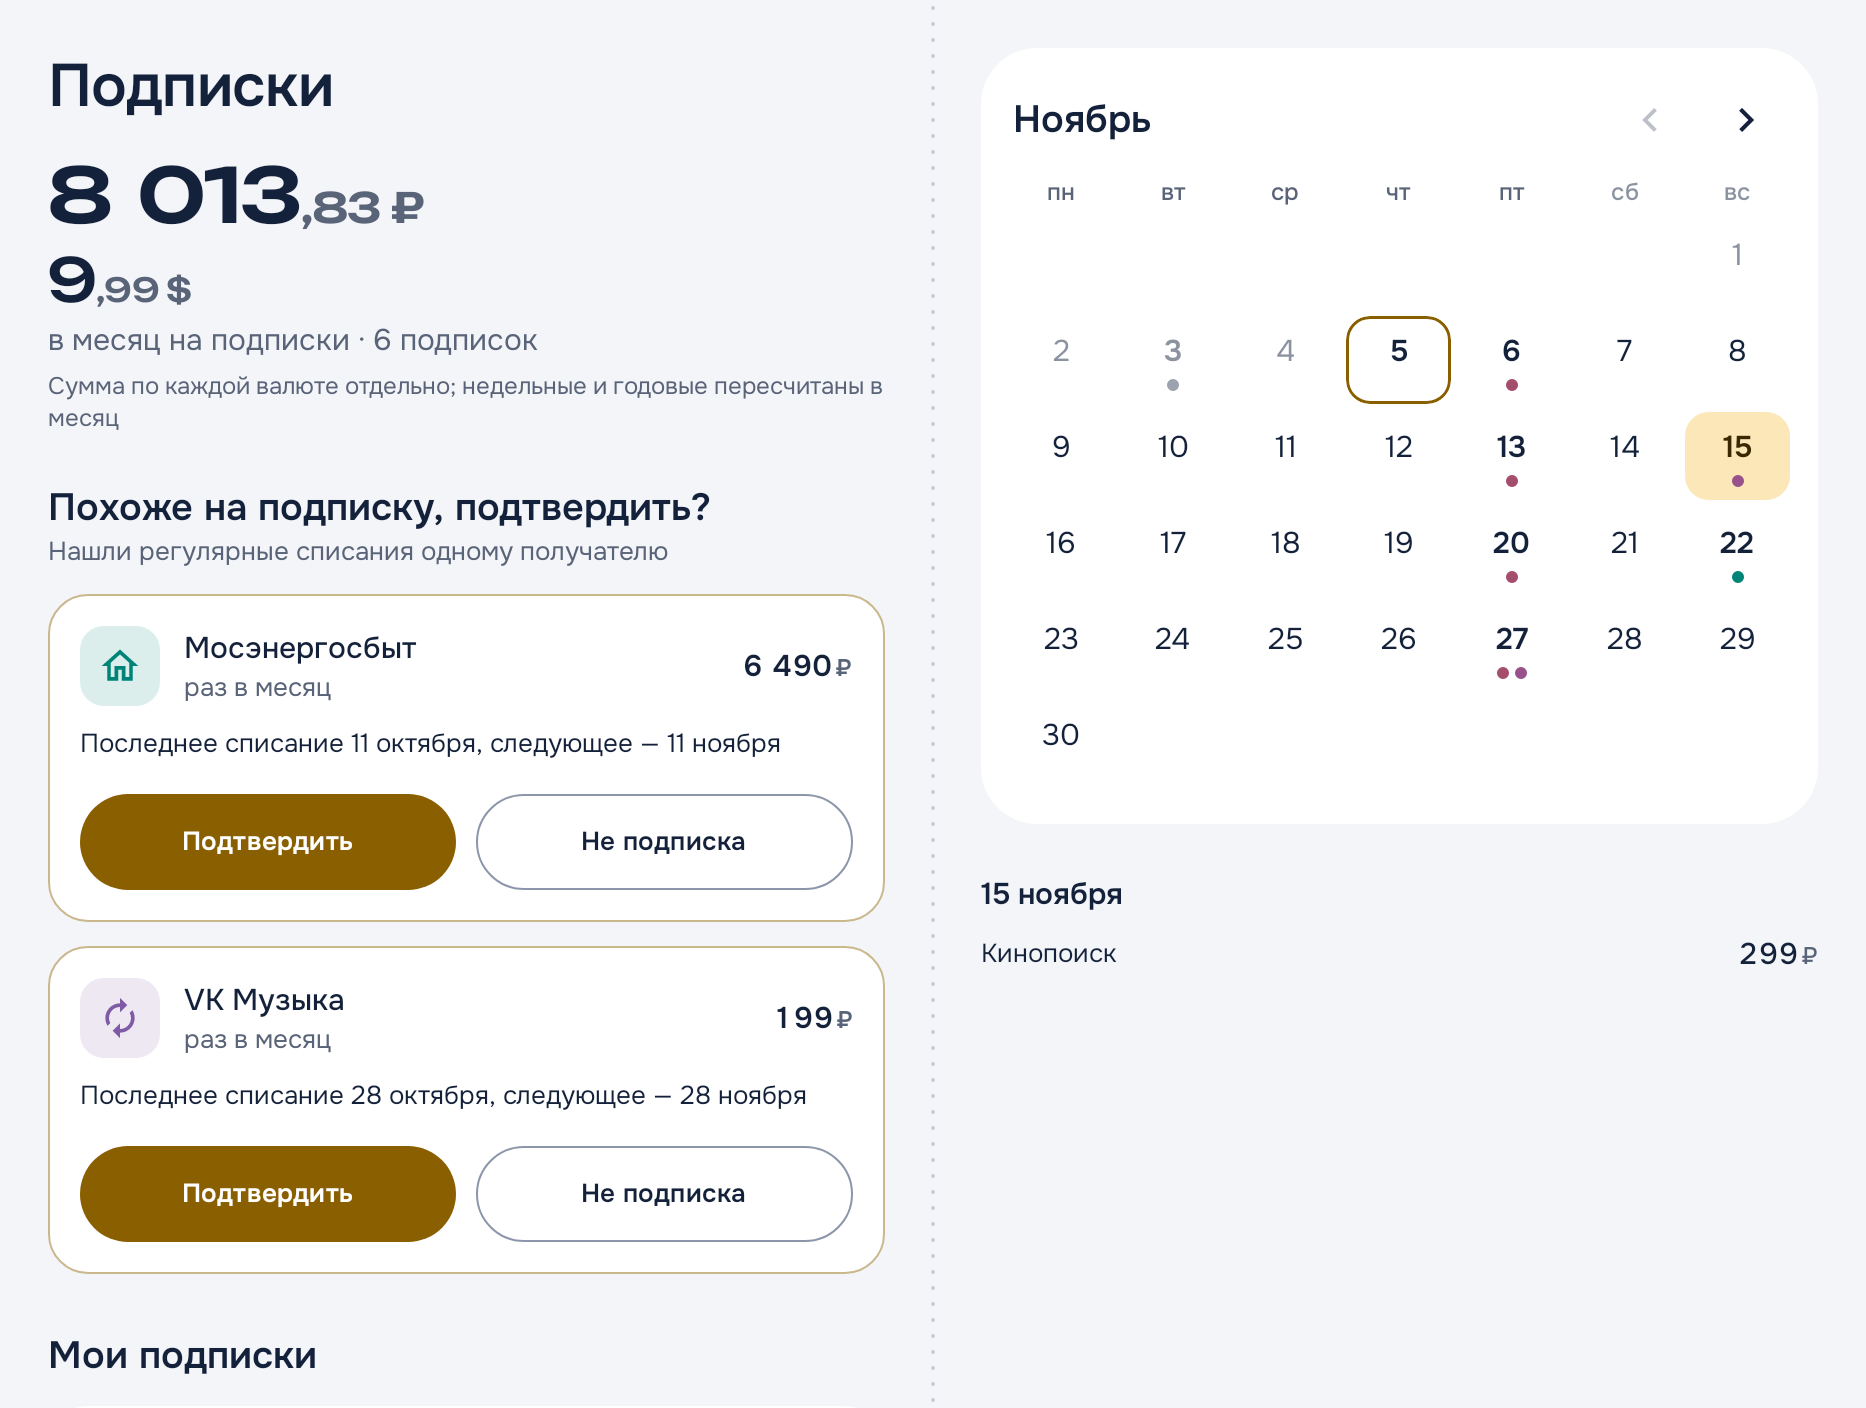 Подписки
8 013,83 ₽
9,99 $
в месяц на подписки · 6 подписок
Сумма по каждой валюте отдельно; недельные и годовые пересчитаны в
месяц
Похоже на подписку, подтвердить?
Нашли регулярные списания одному получателю
Мосэнергосбыт
раз в месяц
6 490 ₽
Последнее списание 11 октября, следующее — 11 ноября
Подтвердить
Не подписка
VK Музыка
раз в месяц
199 ₽
Последнее списание 28 октября, следующее — 28 ноября
Подтвердить
Не подписка
Мои подписки
Ноябрь
пн вт ср чт пт сб вс
1
2 3 4 5 6 7 8
9 10 11 12 13 14 15
16 17 18 19 20 21 22
23 24 25 26 27 28 29
30
15 ноября
Кинопоиск 299 ₽